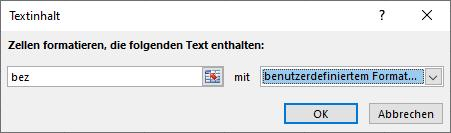 Textinhalt ? ×
Zellen formatieren, die folgenden Text enthalten:
bez mit benutzerdefiniertem Format...
OK Abbrechen